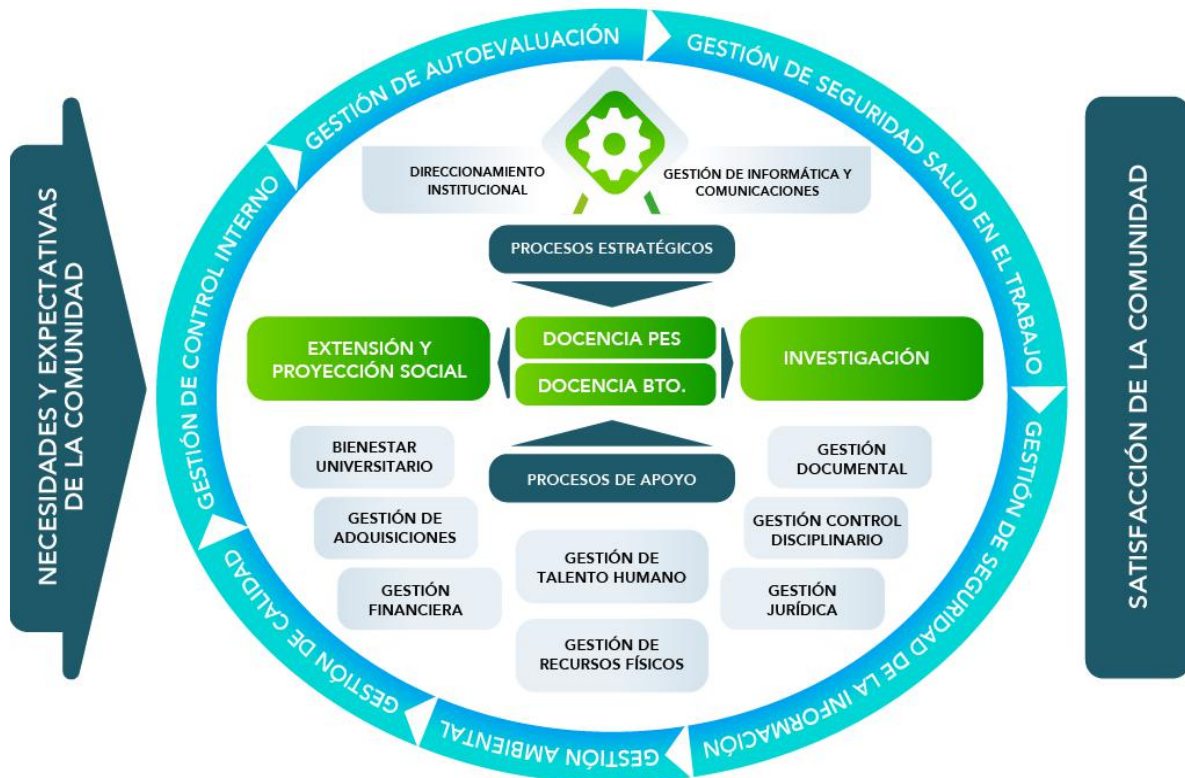 NECESIDADES Y EXPECTATIVAS
DE LA COMUNIDAD
GESTIÓN DE AUTOEVALUACIÓN
GESTIÓN DE SEGURIDAD SALUD EN EL TRABAJO
GESTIÓN DE SEGURIDAD DE LA INFORMACIÓN
GESTIÓN AMBIENTAL
GESTIÓN DE CALIDAD
GESTIÓN DE CONTROL INTERNO
DIRECCIONAMIENTO
INSTITUCIONAL
GESTIÓN DE INFORMÁTICA Y
COMUNICACIONES
PROCESOS ESTRATÉGICOS
EXTENSIÓN Y
PROYECCIÓN SOCIAL
DOCENCIA PES
DOCENCIA BTO.
INVESTIGACIÓN
PROCESOS DE APOYO
BIENESTAR
UNIVERSITARIO
GESTIÓN DE
ADQUISICIONES
GESTIÓN
FINANCIERA
GESTIÓN DE
TALENTO HUMANO
GESTIÓN DE
RECURSOS FÍSICOS
GESTIÓN
DOCUMENTAL
GESTIÓN CONTROL
DISCIPLINARIO
GESTIÓN
JURÍDICA
SATISFACCIÓN DE LA COMUNIDAD